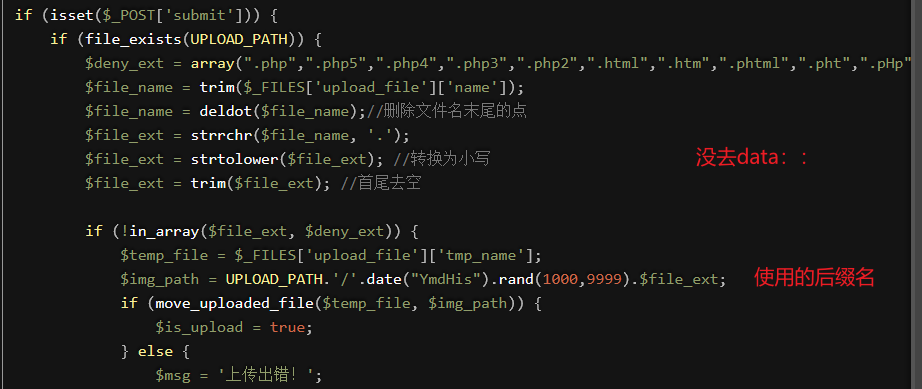 if (isset($_POST['submit'])) {
if (file_exists(UPLOAD_PATH)) {
$deny_ext = array(".php",".php5",".php4",".php3",".php2",".html",".htm",".phtml",".pht",".pHp"
$file_name = trim($_FILES['upload_file']['name']);
$file_name = deldot($file_name);//删除文件名末尾的点
$file_ext = strrchr($file_name, '.');
$file_ext = strtolower($file_ext); //转换为小写
没去data：:
$file_ext = trim($file_ext); //首尾去空
if (!in_array($file_ext, $deny_ext)) {
$temp_file = $_FILES['upload_file']['tmp_name'];
$img_path = UPLOAD_PATH.'/'.date("YmdHis").rand(1000,9999).$file_ext; 使用的后缀名
if (move_uploaded_file($temp_file, $img_path)) {
$is_upload = true;
} else {
$msg = '上传出错！';